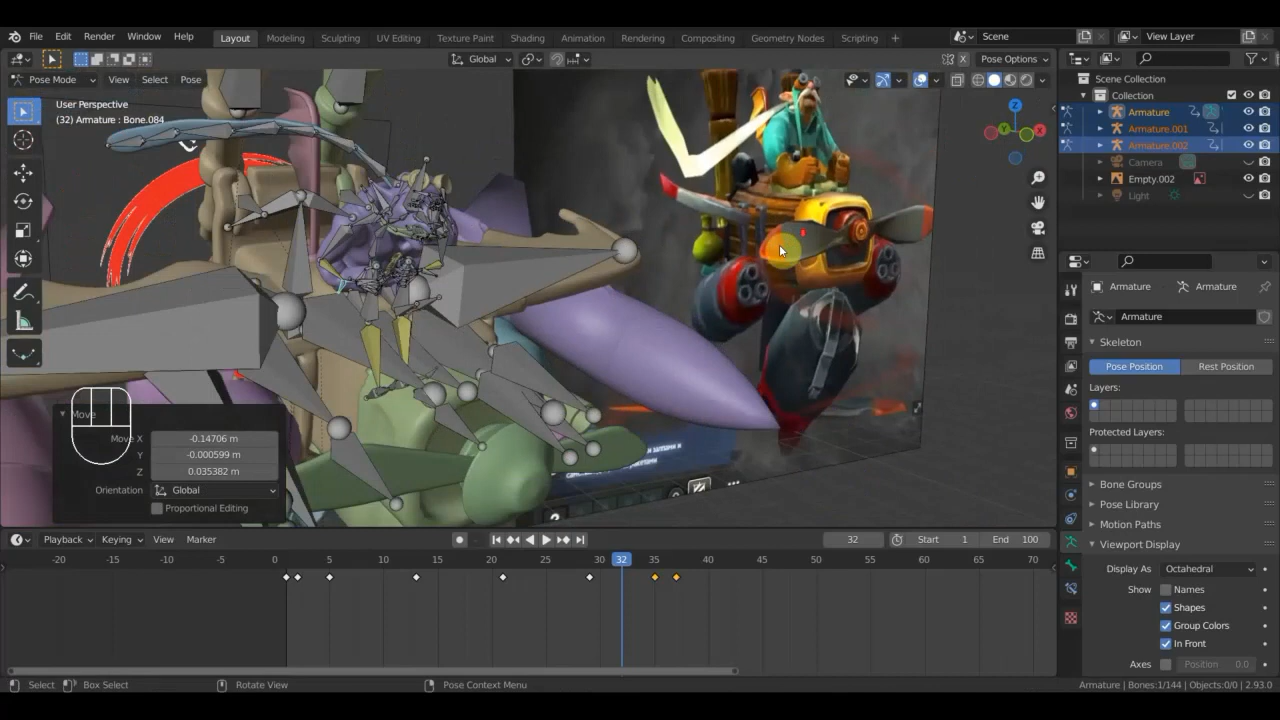 File Edit Render Window Help Layout Modeling Sculpting UV Editing Texture Paint Shading Animation Rendering Compositing Geometry Nodes Scripting + Scene View Layer
Global Pose Options
Pose Mode View Select Pose
User Perspective
(32) Armature : Bone.084
Z
Y
X
Scene Collection
Collection
Armature
Armature.001
Armature.002
Camera
Empty.002
Light
Armature Armature
Armature
Skeleton
Pose Position Rest Position
Layers:
Protected Layers:
Bone Groups
Pose Library
Motion Paths
Viewport Display
Display As Octahedral
Show Names
Shapes
Group Colors
In Front
Axes Position 0.0
Move
Move X -0.14706 m
Y -0.000599 m
Z 0.035382 m
Orientation Global
Proportional Editing
Playback Keying View Marker 32 Start 1 End 100
-20 -15 -10 -5 0 5 10 15 20 25 30 32 35 40 45 50 55 60 65 70
Select Box Select Rotate View Pose Context Menu Armature | Bones:1/144 | Objects:0/0 | 2.93.0